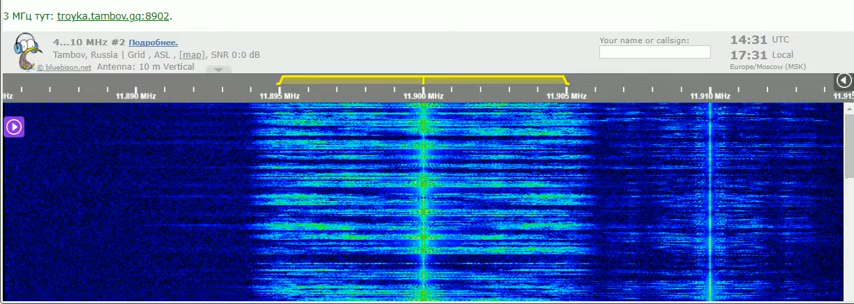 3 МГц тут: troyka.tambov.gq:8902.
4...10 MHz #2 Подробнее.
Tambov, Russia | Grid , ASL , [map], SNR 0:0 dB
© bluebison.net Antenna: 10 m Vertical
Your name or callsign:
14:31 UTC
17:31 Local
Europe/Moscow (MSK)
Hz 11.890 MHz 11.895 MHz 11.900 MHz 11.905 MHz 11.910 MHz 11.915